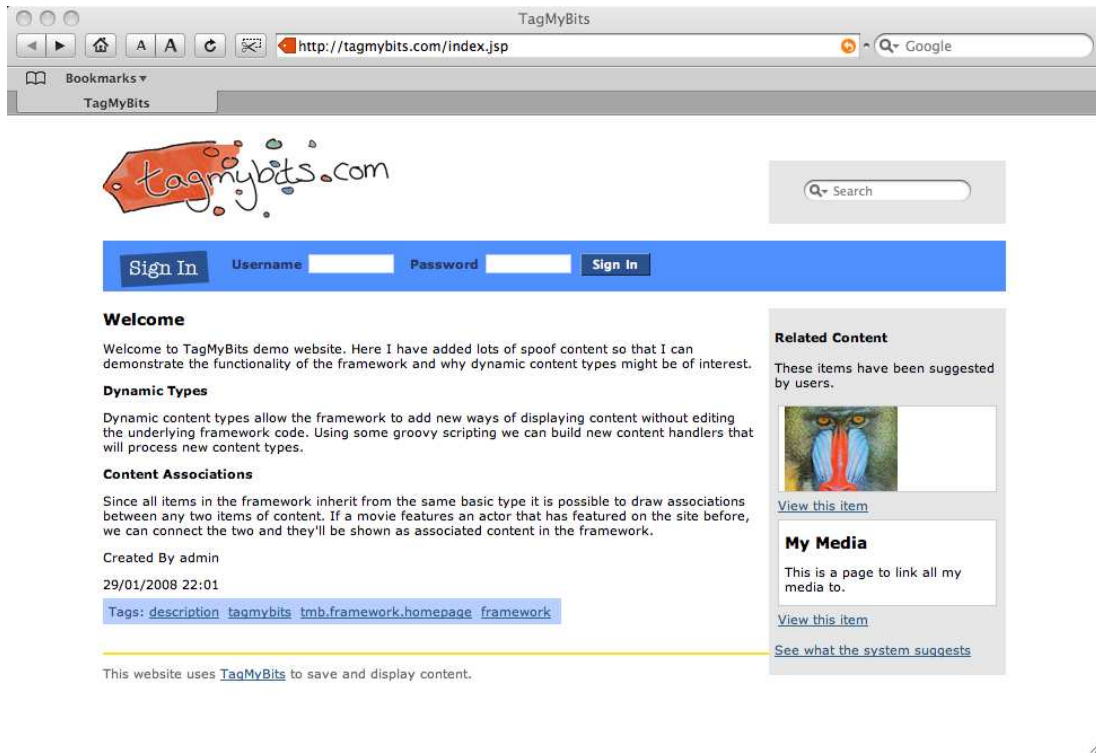 TagMyBits
A A http://tagmybits.com/index.jsp Google
Bookmarks
TagMyBits
tagmybits.com
Search
Sign In Username Password Sign In
Welcome
Welcome to TagMyBits demo website. Here I have added lots of spoof content so that I can
demonstrate the functionality of the framework and why dynamic content types might be of interest.
Dynamic Types
Dynamic content types allow the framework to add new ways of displaying content without editing
the underlying framework code. Using some groovy scripting we can build new content handlers that
will process new content types.
Content Associations
Since all items in the framework inherit from the same basic type it is possible to draw associations
between any two items of content. If a movie features an actor that has featured on the site before,
we can connect the two and they'll be shown as associated content in the framework.
Created By admin
29/01/2008 22:01
Tags: description tagmybits tmb.framework.homepage framework
This website uses TagMyBits to save and display content.
Related Content
These items have been suggested
by users.
View this item
My Media
This is a page to link all my
media to.
View this item
See what the system suggests